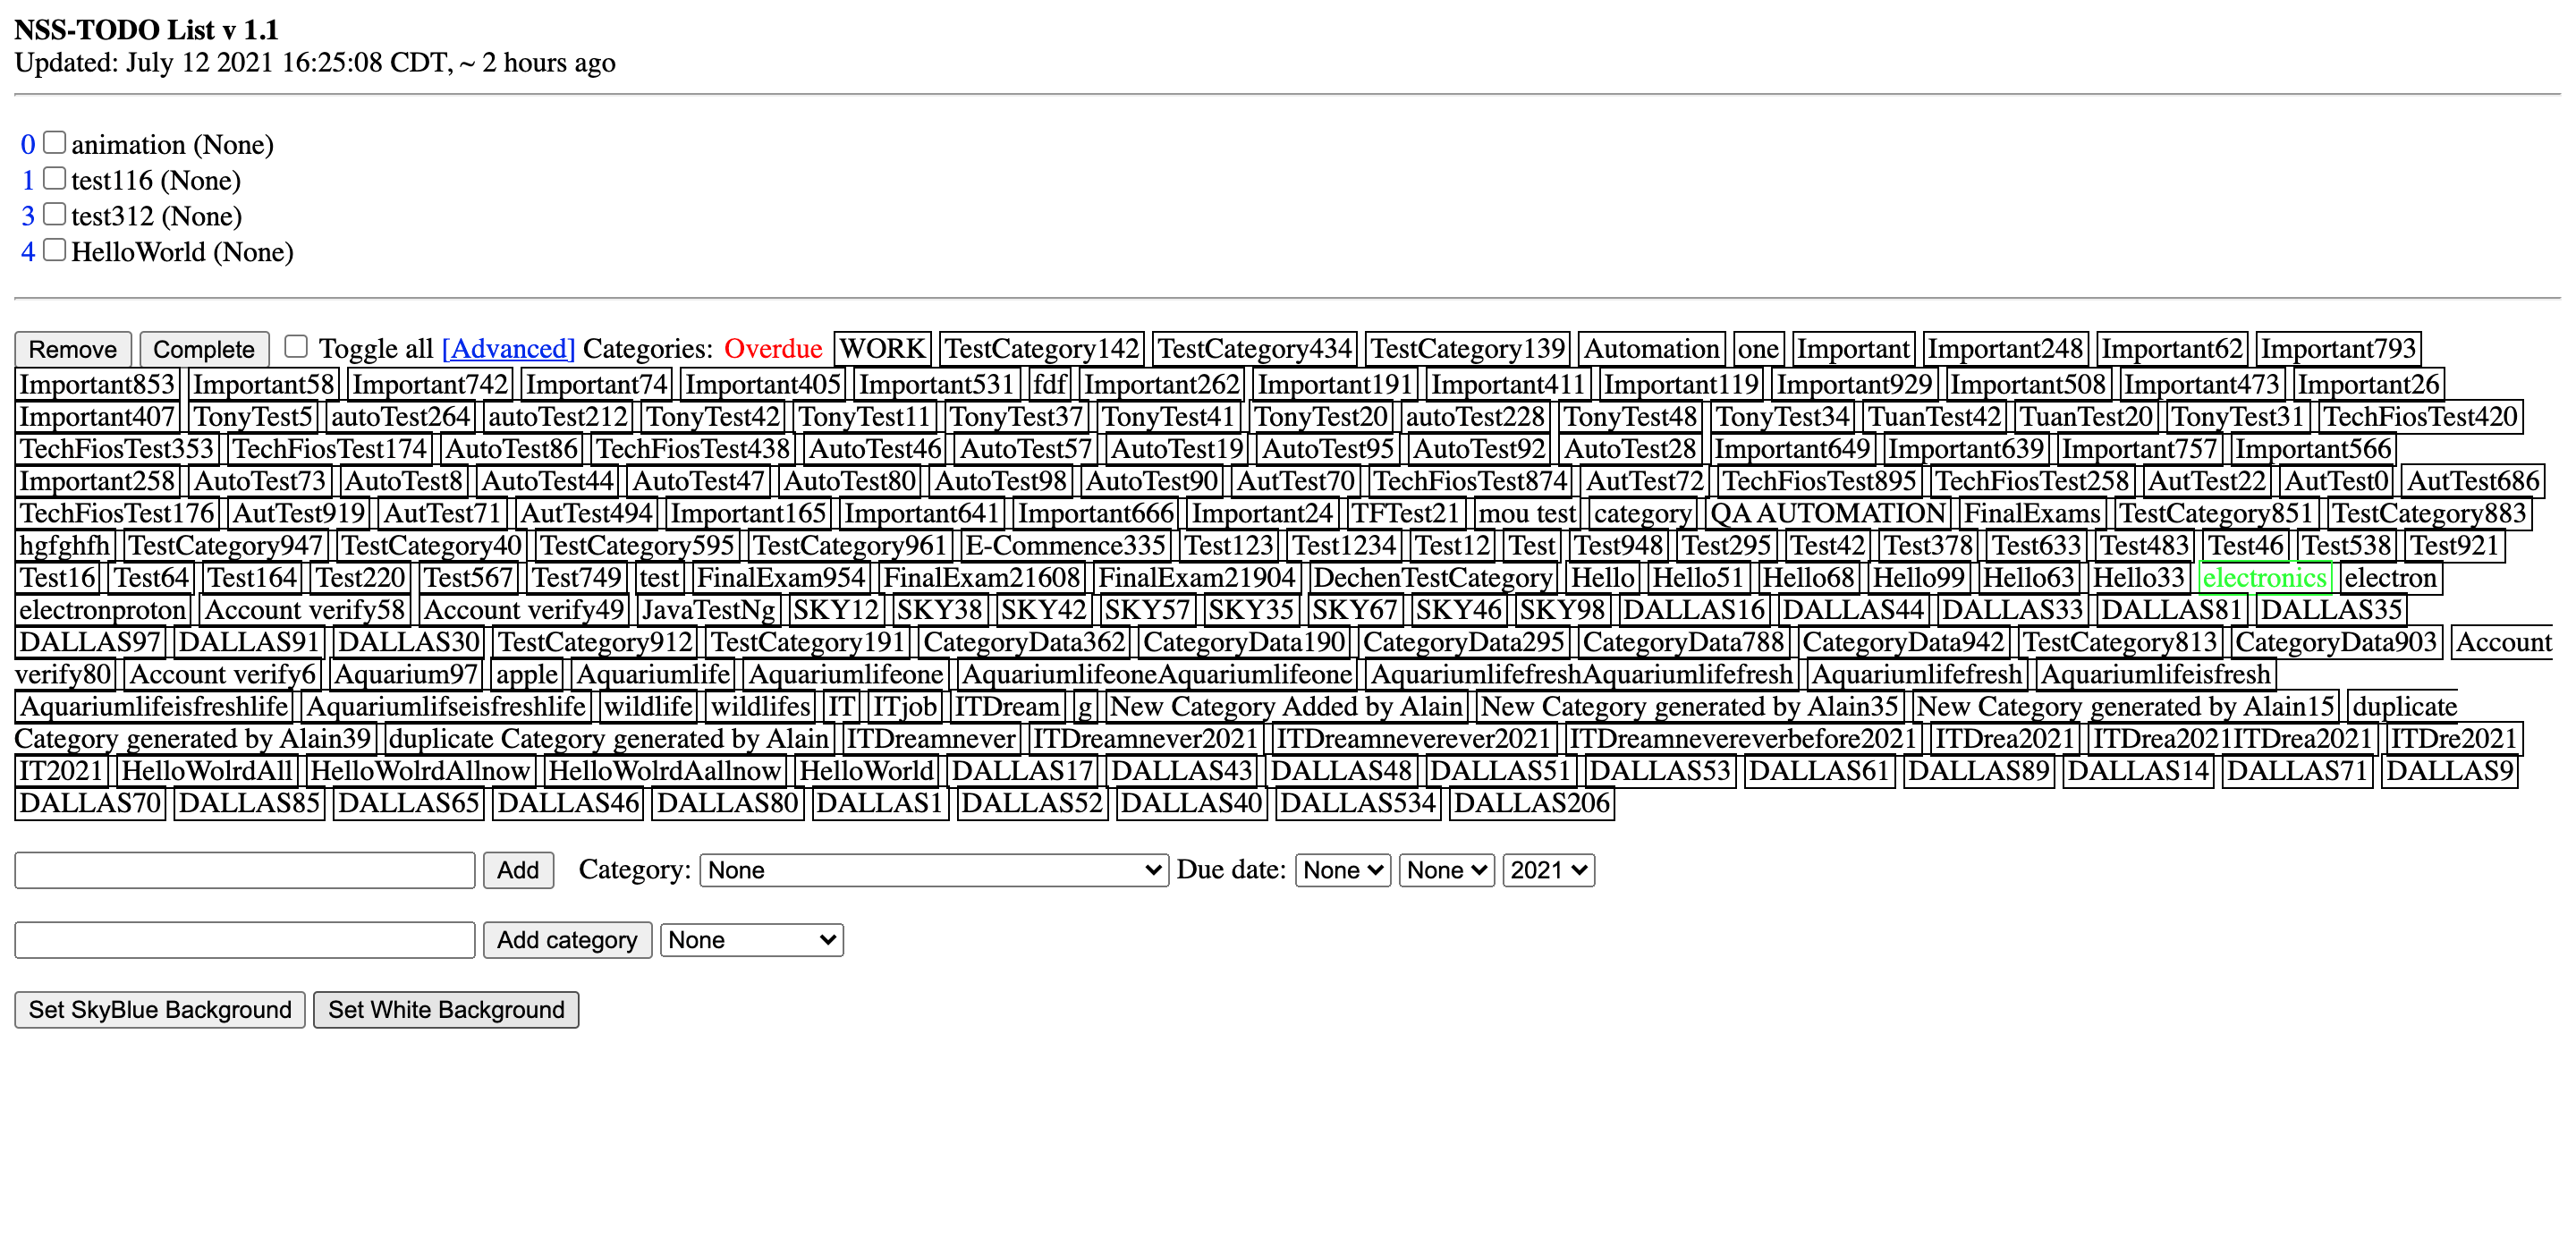 NSS-TODO List v 1.1
Updated: July 12 2021 16:25:08 CDT, ~ 2 hours ago
0 animation (None)
1 test116 (None)
3 test312 (None)
4 HelloWorld (None)
Remove Complete Toggle all [Advanced] Categories: Overdue WORK TestCategory142 TestCategory434 TestCategory139 Automation one Important Important248 Important62 Important793
Important853 Important58 Important742 Important74 Important405 Important531 fdf Important262 Important191 Important411 Important119 Important929 Important508 Important473 Important26
Important407 TonyTest5 autoTest264 autoTest212 TonyTest42 TonyTest11 TonyTest37 TonyTest41 TonyTest20 autoTest228 TonyTest48 TonyTest34 TuanTest42 TuanTest20 TonyTest31 TechFiosTest420
TechFiosTest353 TechFiosTest174 AutoTest86 TechFiosTest438 AutoTest46 AutoTest57 AutoTest19 AutoTest95 AutoTest92 AutoTest28 Important649 Important639 Important757 Important566
Important258 AutoTest73 AutoTest8 AutoTest44 AutoTest47 AutoTest80 AutoTest98 AutoTest90 AutTest70 TechFiosTest874 AutTest72 TechFiosTest895 TechFiosTest258 AutTest22 AutTest0 AutTest686
TechFiosTest176 AutTest919 AutTest71 AutTest494 Important165 Important641 Important666 Important24 TFTest21 mou test category QA AUTOMATION FinalExams TestCategory851 TestCategory883
hgfghfh TestCategory947 TestCategory40 TestCategory595 TestCategory961 E-Commence335 Test123 Test1234 Test12 Test Test948 Test295 Test42 Test378 Test633 Test483 Test46 Test538 Test921
Test16 Test64 Test164 Test220 Test567 Test749 test FinalExam954 FinalExam21608 FinalExam21904 DechenTestCategory Hello Hello51 Hello68 Hello99 Hello63 Hello33 electronics electron
electronproton Account verify58 Account verify49 JavaTestNg SKY12 SKY38 SKY42 SKY57 SKY35 SKY67 SKY46 SKY98 DALLAS16 DALLAS44 DALLAS33 DALLAS81 DALLAS35
DALLAS97 DALLAS91 DALLAS30 TestCategory912 TestCategory191 CategoryData362 CategoryData190 CategoryData295 CategoryData788 CategoryData942 TestCategory813 CategoryData903 Account
verify80 Account verify6 Aquarium97 apple Aquariumlife Aquariumlifeone AquariumlifeoneAquariumlifeone AquariumlifefreshAquariumlifefresh Aquariumlifefresh Aquariumlifeisfresh
Aquariumlifeisfreshlife Aquariumlifseisfreshlife wildlife wildlifes IT ITjob ITDream g New Category Added by Alain New Category generated by Alain35 New Category generated by Alain15 duplicate
Category generated by Alain39 duplicate Category generated by Alain ITDreamnever ITDreamnever2021 ITDreamneverever2021 ITDreamnevereverbefore2021 ITDrea2021 ITDrea2021ITDrea2021 ITDre2021
IT2021 HelloWolrdAll HelloWolrdAllnow HelloWolrdAallnow HelloWorld DALLAS17 DALLAS43 DALLAS48 DALLAS51 DALLAS53 DALLAS61 DALLAS89 DALLAS14 DALLAS71 DALLAS9
DALLAS70 DALLAS85 DALLAS65 DALLAS46 DALLAS80 DALLAS1 DALLAS52 DALLAS40 DALLAS534 DALLAS206
Add Category: None Due date: None None 2021
Add category None
Set SkyBlue Background Set White Background